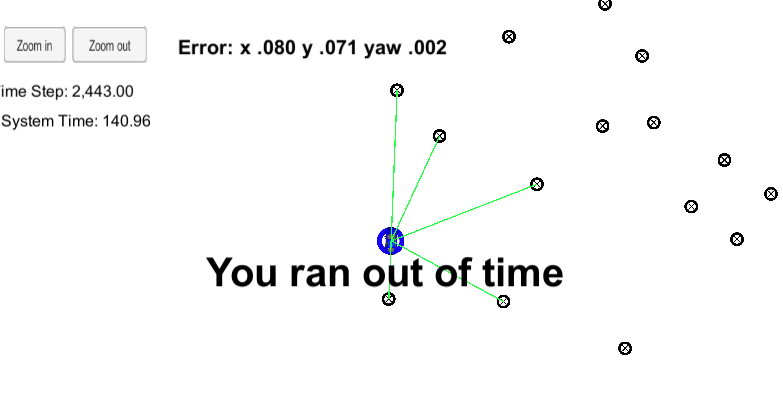 Zoom in
Zoom out
Error: x .080 y .071 yaw .002
ime Step: 2,443.00
System Time: 140.96
You ran out of time